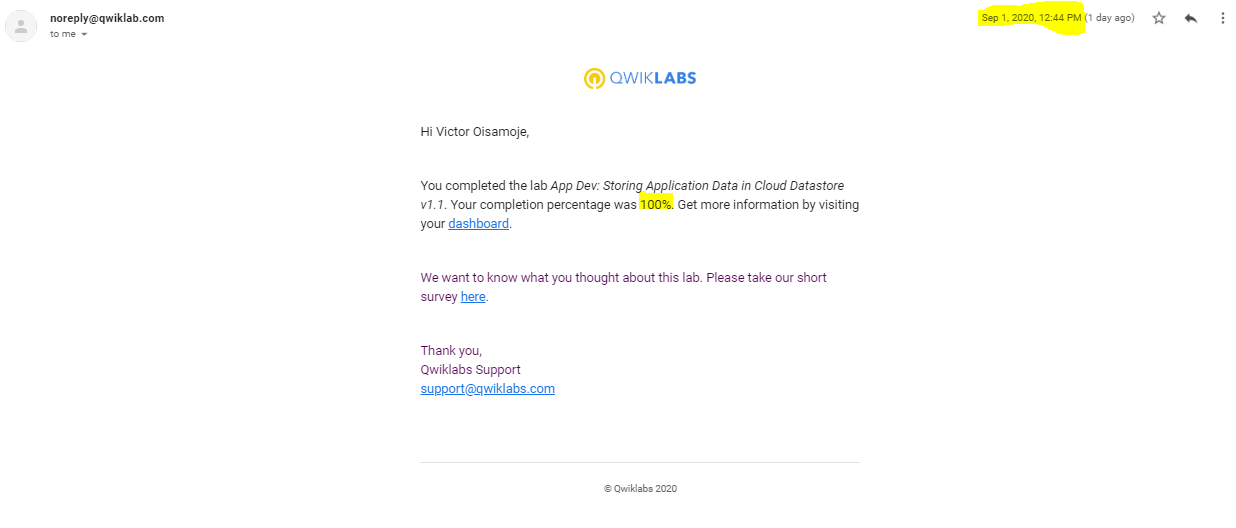 noreply@qwiklab.com
Sep 1, 2020, 12:44 PM (1 day ago)
to me
QWIKLABS
Hi Victor Oisamoje,
You completed the lab App Dev: Storing Application Data in Cloud Datastore
v1.1. Your completion percentage was 100%. Get more information by visiting
your dashboard.
We want to know what you thought about this lab. Please take our short
survey here.
Thank you,
Qwiklabs Support
support@qwiklabs.com
© Qwiklabs 2020